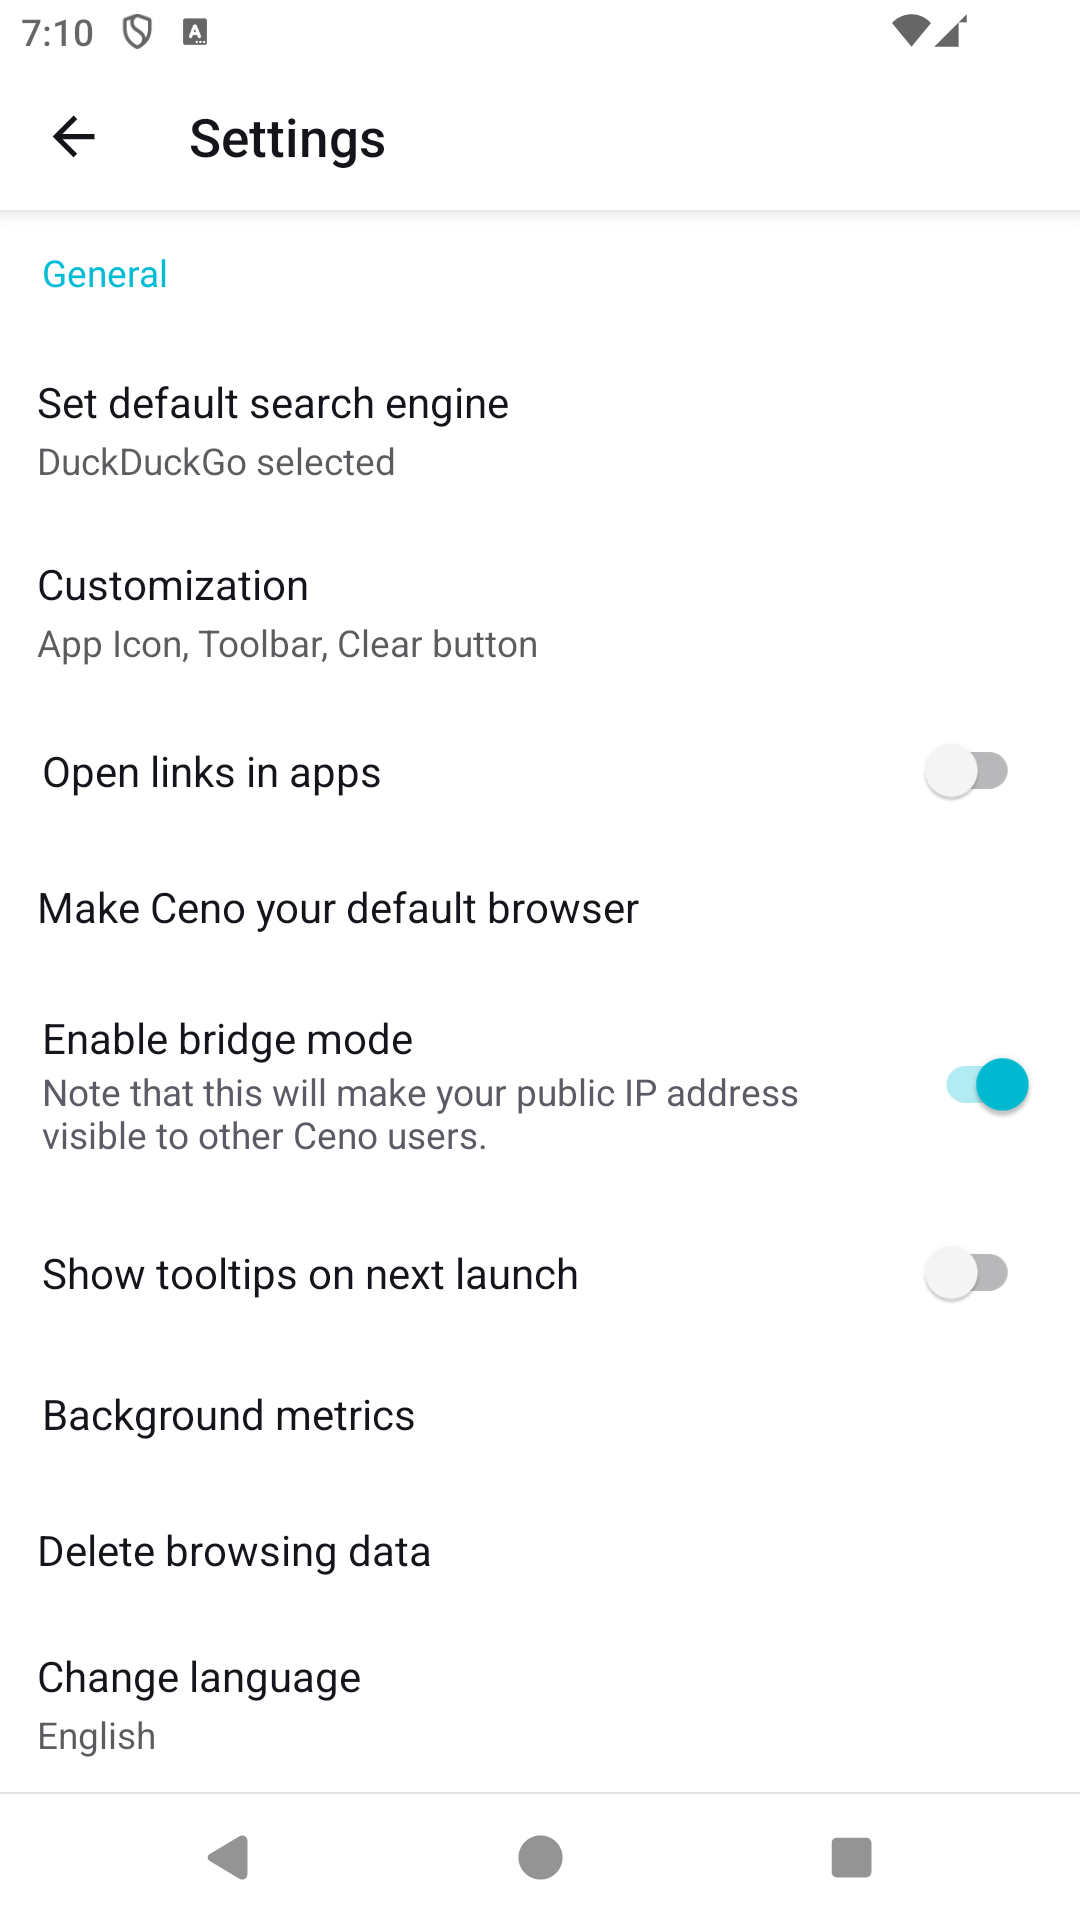 7:10
Settings
General
Set default search engine
DuckDuckGo selected
Customization
App Icon, Toolbar, Clear button
Open links in apps
Make Ceno your default browser
Enable bridge mode
Note that this will make your public IP address
visible to other Ceno users.
Show tooltips on next launch
Background metrics
Delete browsing data
Change language
English